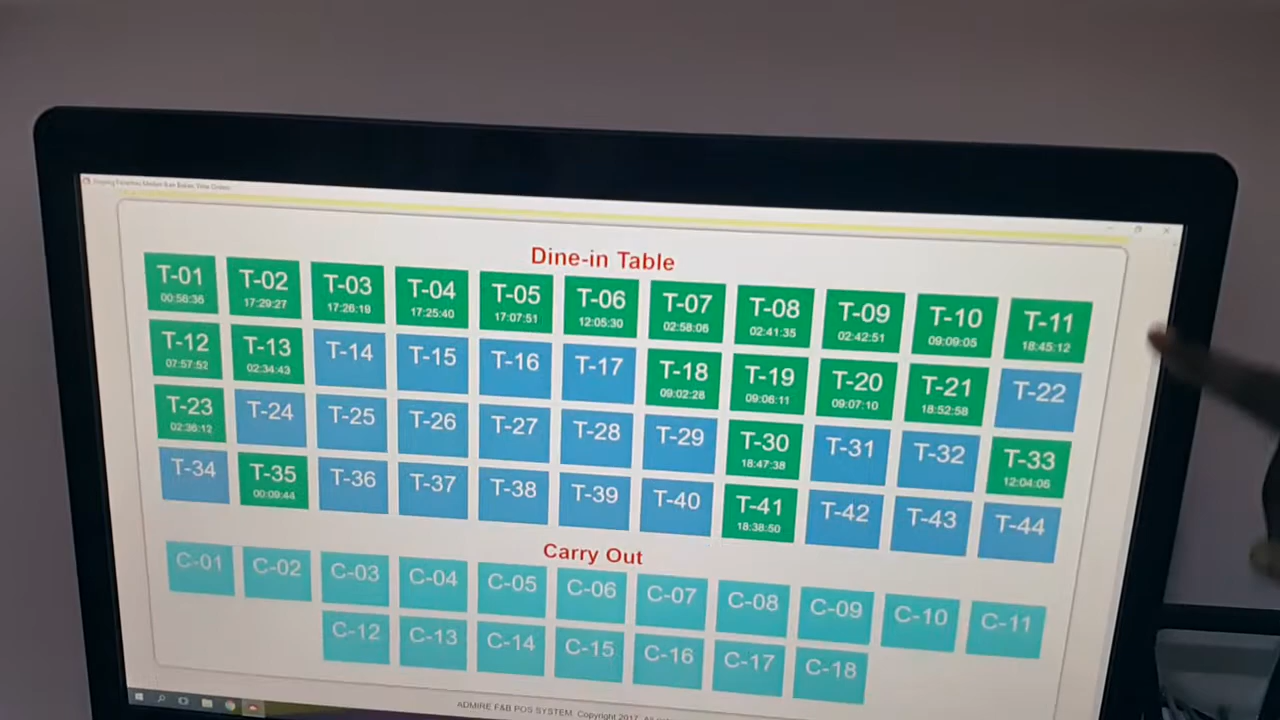 Dine-in Table
T-01 T-02 T-03 T-04 T-05 T-06 T-07 T-08 T-09 T-10 T-11
00:56:36 17:29:27 17:26:19 17:25:40 17:07:51 12:05:30 02:58:06 02:41:35 02:42:51 09:09:05 18:45:12
T-12 T-13 T-14 T-15 T-16 T-17 T-18 T-19 T-20 T-21 T-22
07:57:52 02:34:43 09:02:28 09:06:11 09:07:10 18:52:58
T-23 T-24 T-25 T-26 T-27 T-28 T-29 T-30 T-31 T-32 T-33
02:36:12 18:47:38 12:04:06
T-34 T-35 T-36 T-37 T-38 T-39 T-40 T-41 T-42 T-43 T-44
00:09:44 18:38:50
Carry Out
C-01 C-02 C-03 C-04 C-05 C-06 C-07 C-08 C-09 C-10 C-11
C-12 C-13 C-14 C-15 C-16 C-17 C-18
ADMIRE F&B POS SYSTEM. Copyright 2017.